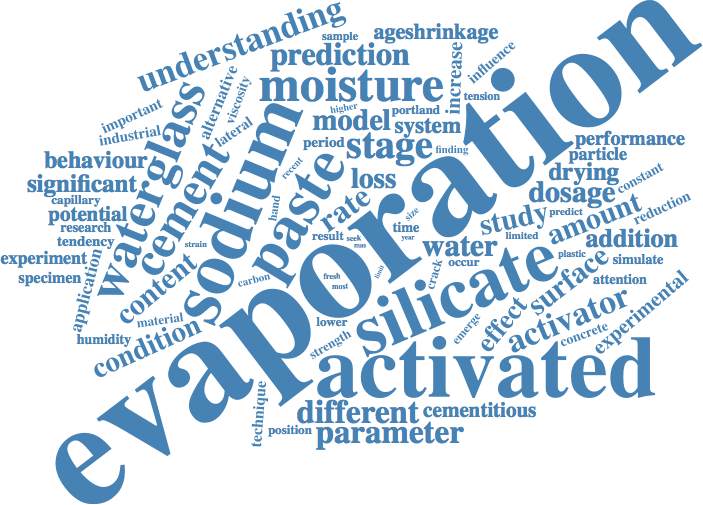 understanding
sample
ageshrinkage
prediction
moisture
increase
influence
tension
important
industrial
alternative
viscosity
lateral
higher
portland
model
system
period
stage
finding
performance
particle
behaviour
significant
capillary
potential
research
tendency
experiment
specimen
application
waterglass
cement
content
sodium
strain
recent
hand
paste
loss
rate
size
drying
dosage
constant
predict
reduction
study
amount
limited
addition
time
year
result
seek
mas
water
occur
plastic
simulate
evaporation
carbon
fresh
most
crack
silicate
surface
attention
experimental
material
humidity
condition
lower
strength
emerge
effect
activator
concrete
activated
technique
position
different
cementitious
parameter